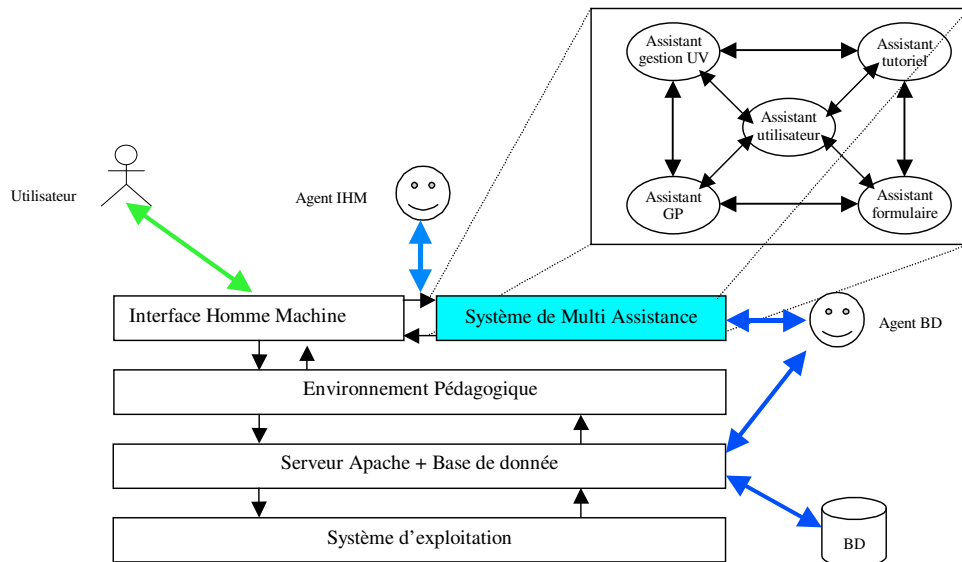 Assistant
gestion UV
Assistant
tutoriel
Assistant
utilisateur
Assistant
GP
Assistant
formulaire
Utilisateur
Agent IHM
Interface Homme Machine
Système de Multi Assistance
Agent BD
Environnement Pédagogique
Serveur Apache + Base de donnée
Système d’exploitation
BD